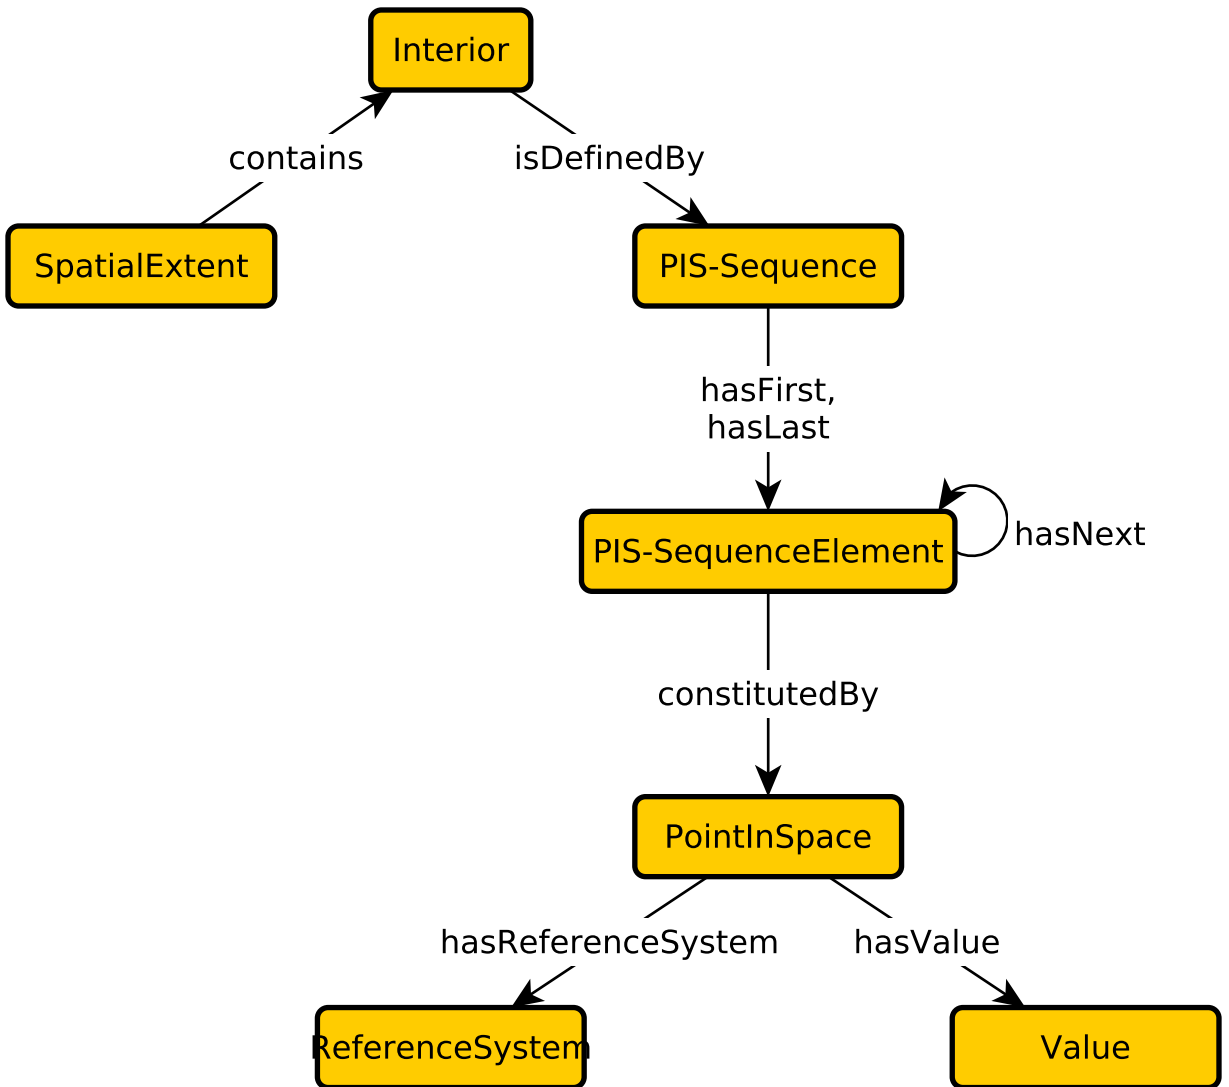 Interior
contains
isDefinedBy
SpatialExtent
PIS-Sequence
hasFirst,
hasLast
PIS-SequenceElement
hasNext
constitutedBy
PointInSpace
hasReferenceSystem
hasValue
ReferenceSystem
Value